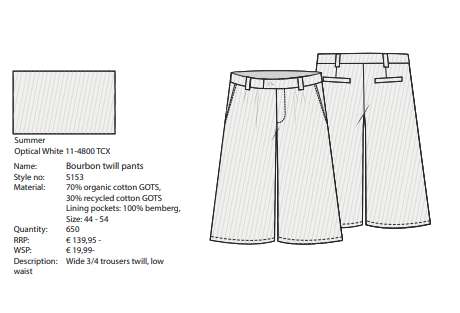 Summer
Optical White 11-4800 TCX
Name: Bourbon twill pants
Style no: S153
Material: 70% organic cotton GOTS,
30% recycled cotton GOTS
Lining pockets: 100% bemberg,
Size: 44 - 54
Quantity: 650
RRP: € 139,95 -
WSP: € 19,99-
Description: Wide 3/4 trousers twill, low
waist